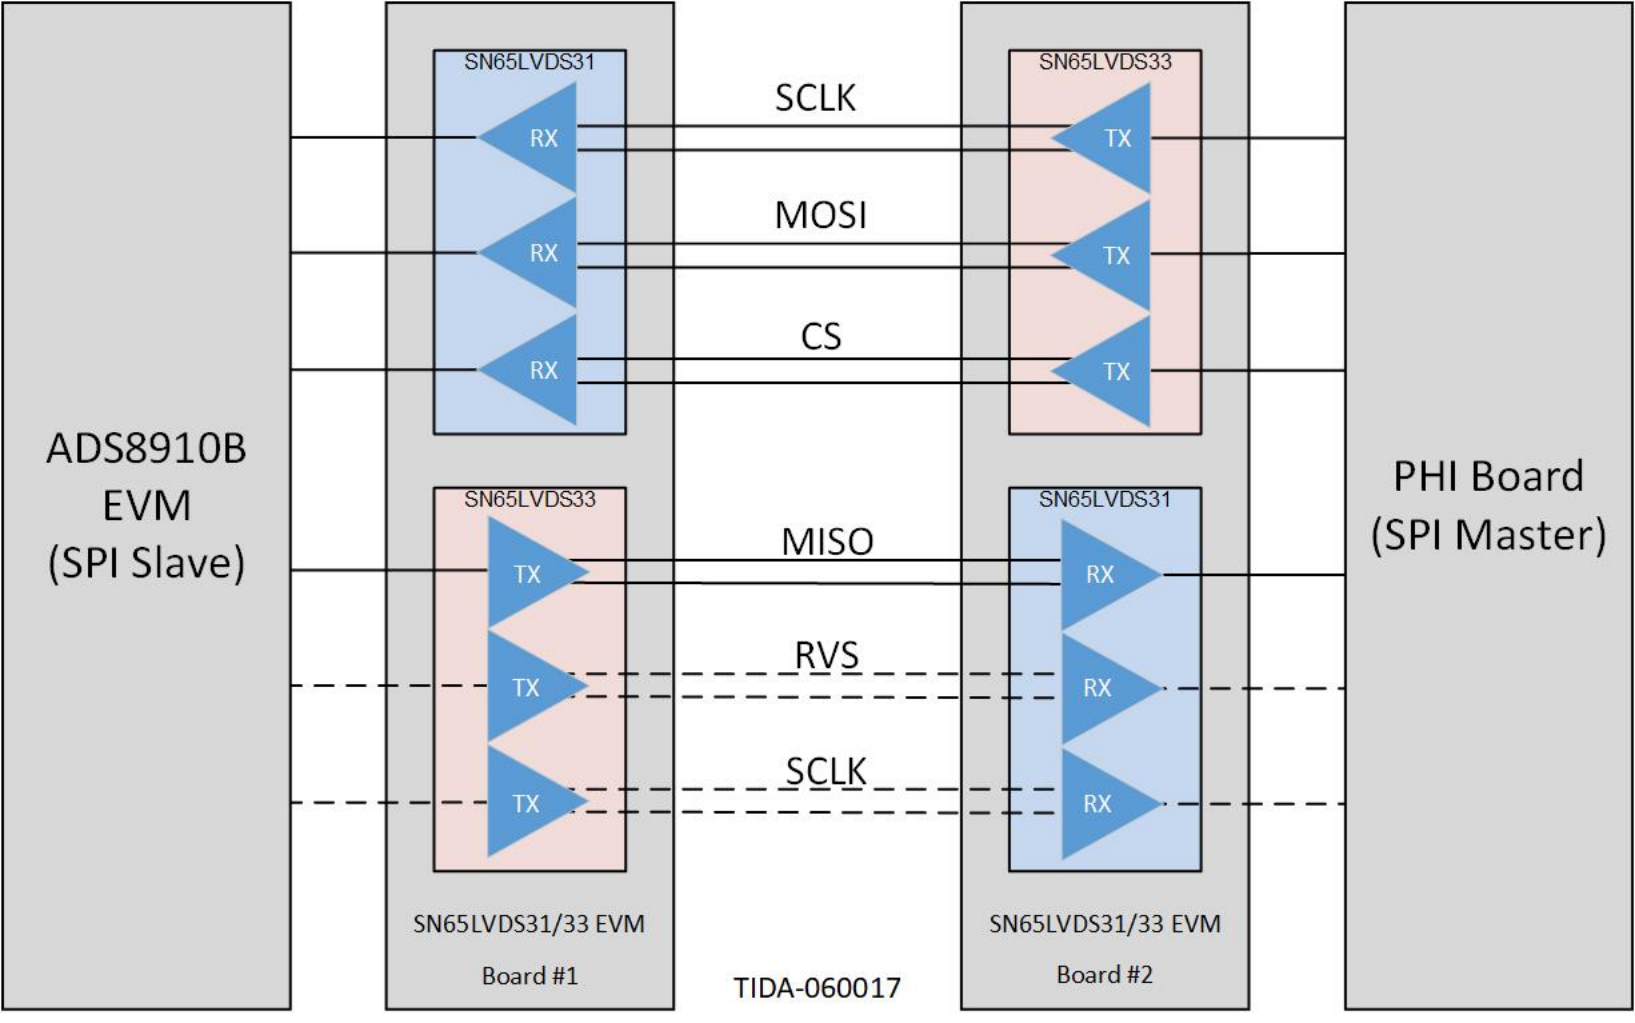 ADS8910B
EVM
(SPI Slave)
SN65LVDS31
RX
RX
RX
SN65LVDS33
TX
TX
TX
SN65LVDS31/33 EVM
Board #1
SCLK
MOSI
CS
MISO
RVS
SCLK
TIDA-060017
SN65LVDS33
TX
TX
TX
SN65LVDS31
RX
RX
RX
SN65LVDS31/33 EVM
Board #2
PHI Board
(SPI Master)